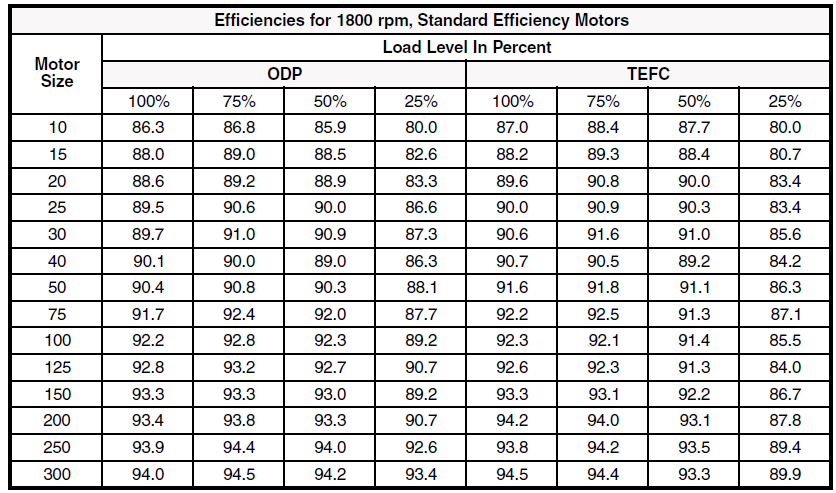 Efficiencies for 1800 rpm, Standard Efficiency Motors
Motor Size Load Level In Percent
ODP TEFC
100% 75% 50% 25% 100% 75% 50% 25%
10 86.3 86.8 85.9 80.0 87.0 88.4 87.7 80.0
15 88.0 89.0 88.5 82.6 88.2 89.3 88.4 80.7
20 88.6 89.2 88.9 83.3 89.6 90.8 90.0 83.4
25 89.5 90.6 90.0 86.6 90.0 90.9 90.3 83.4
30 89.7 91.0 90.9 87.3 90.6 91.6 91.0 85.6
40 90.1 90.0 89.0 86.3 90.7 90.5 89.2 84.2
50 90.4 90.8 90.3 88.1 91.6 91.8 91.1 86.3
75 91.7 92.4 92.0 87.7 92.2 92.5 91.3 87.1
100 92.2 92.8 92.3 89.2 92.3 92.1 91.4 85.5
125 92.8 93.2 92.7 90.7 92.6 92.3 91.3 84.0
150 93.3 93.3 93.0 89.2 93.3 93.1 92.2 86.7
200 93.4 93.8 93.3 90.7 94.2 94.0 93.1 87.8
250 93.9 94.4 94.0 92.6 93.8 94.2 93.5 89.4
300 94.0 94.5 94.2 93.4 94.5 94.4 93.3 89.9